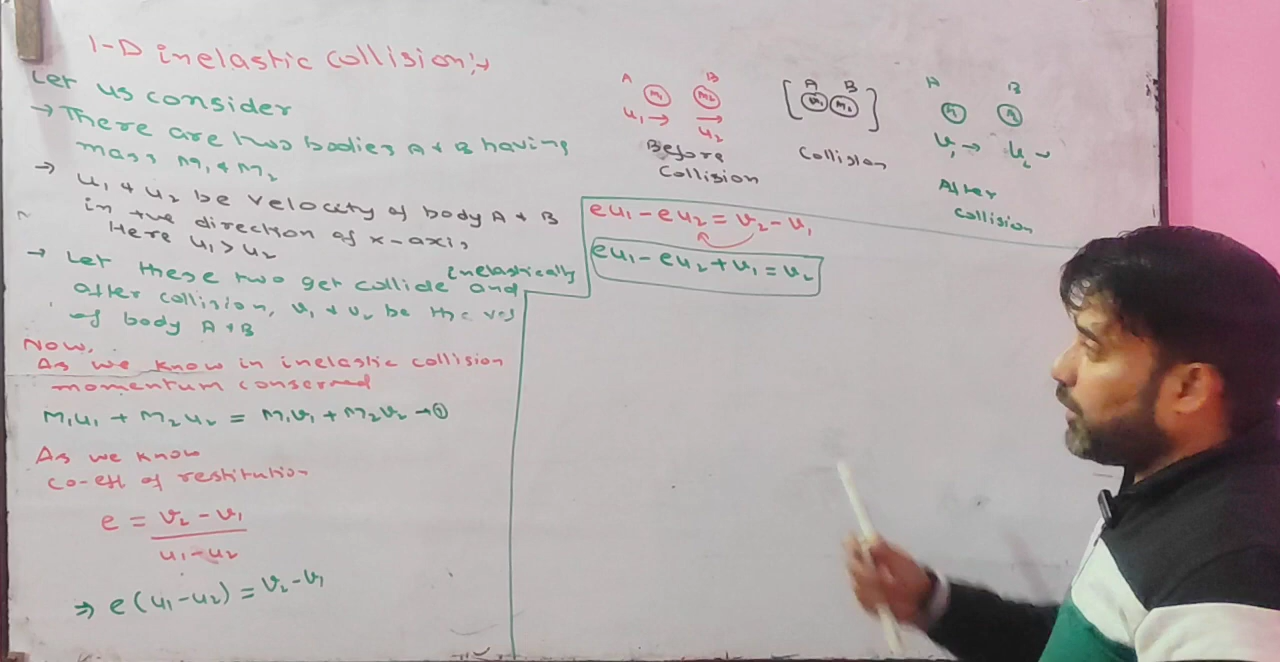 1-D inelastic collision:→
Let us consider
→ There are two bodies A & B having
mass M₁ & M₂
→ u₁ & u₂ be velocity of body A & B
in +ve direction of x-axis
Here u₁ > u₂
→ Let these two get collide inelastically and
after collision, v₁ & v₂ be the vel
of body A & B
Now,
As we know in inelastic collision
momentum conserved
M₁u₁ + M₂u₂ = M₁v₁ + M₂v₂ → ①
As we know
co-eff of restitution
e = v₂ - v₁
u₁ - u₂
⇒ e(u₁-u₂) = v₂-v₁
A B
M₁ M₂
u₁→ →
u₂
Before
collision
[A B]
M₁ M₂
Collision
A B
v₁→
After
collision
eu₁ - eu₂ = v₂ - v₁
eu₁ - eu₂ + v₁ = v₂